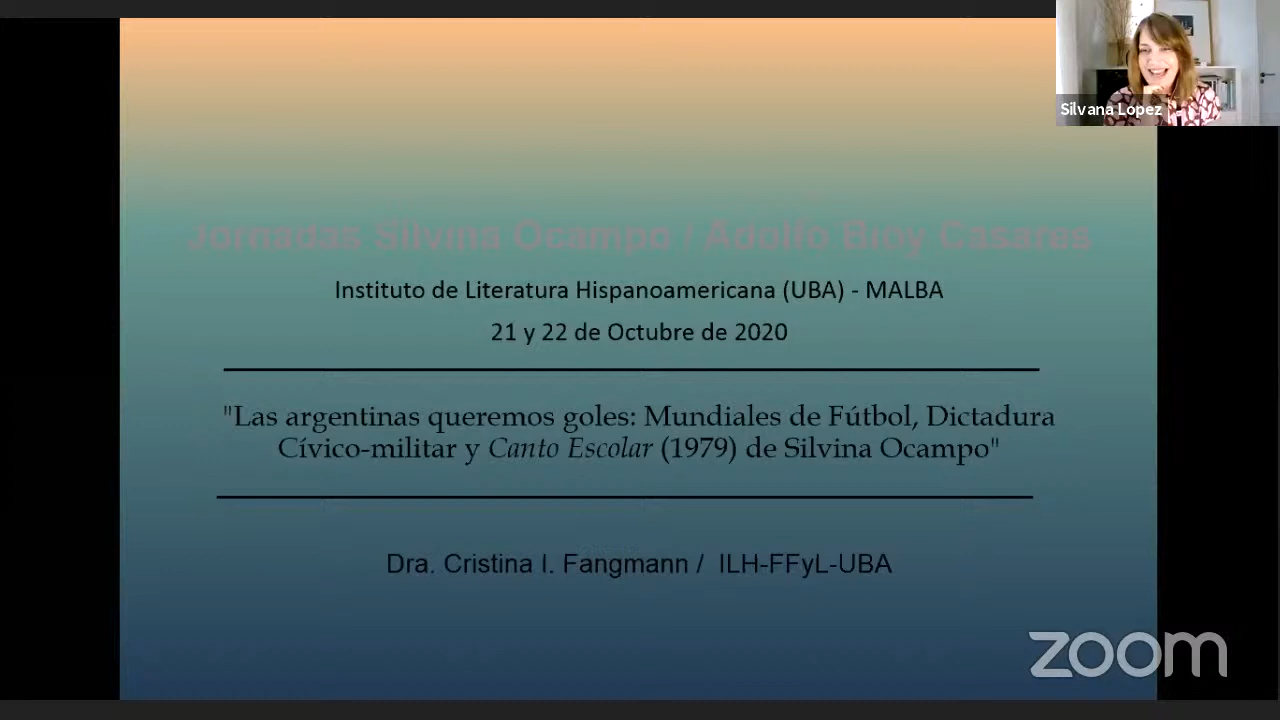 Silvana Lopez
Jornadas Silvina Ocampo / Adolfo Bioy Casares
Instituto de Literatura Hispanoamericana (UBA) - MALBA
21 y 22 de Octubre de 2020
"Las argentinas queremos goles: Mundiales de Fútbol, Dictadura
Cívico-militar y Canto Escolar (1979) de Silvina Ocampo"
Dra. Cristina I. Fangmann / ILH-FFyL-UBA
zoom